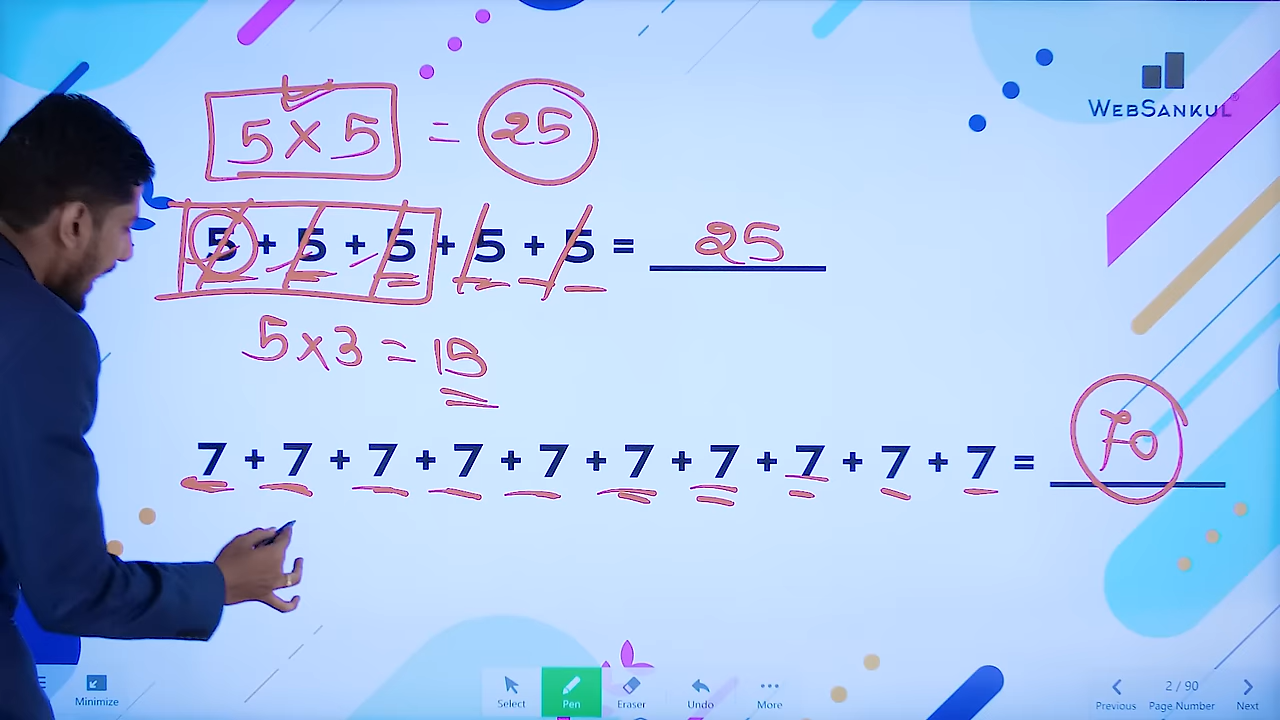 WEBSANKUL®
5 × 5 = 25
5 + 5 + 5 + 5 + 5 = 25
5 × 3 = 15
7 + 7 + 7 + 7 + 7 + 7 + 7 + 7 + 7 + 7 = 70
Minimize
Select
Pen
Eraser
Undo
More
Previous
2 / 90
Page Number
Next